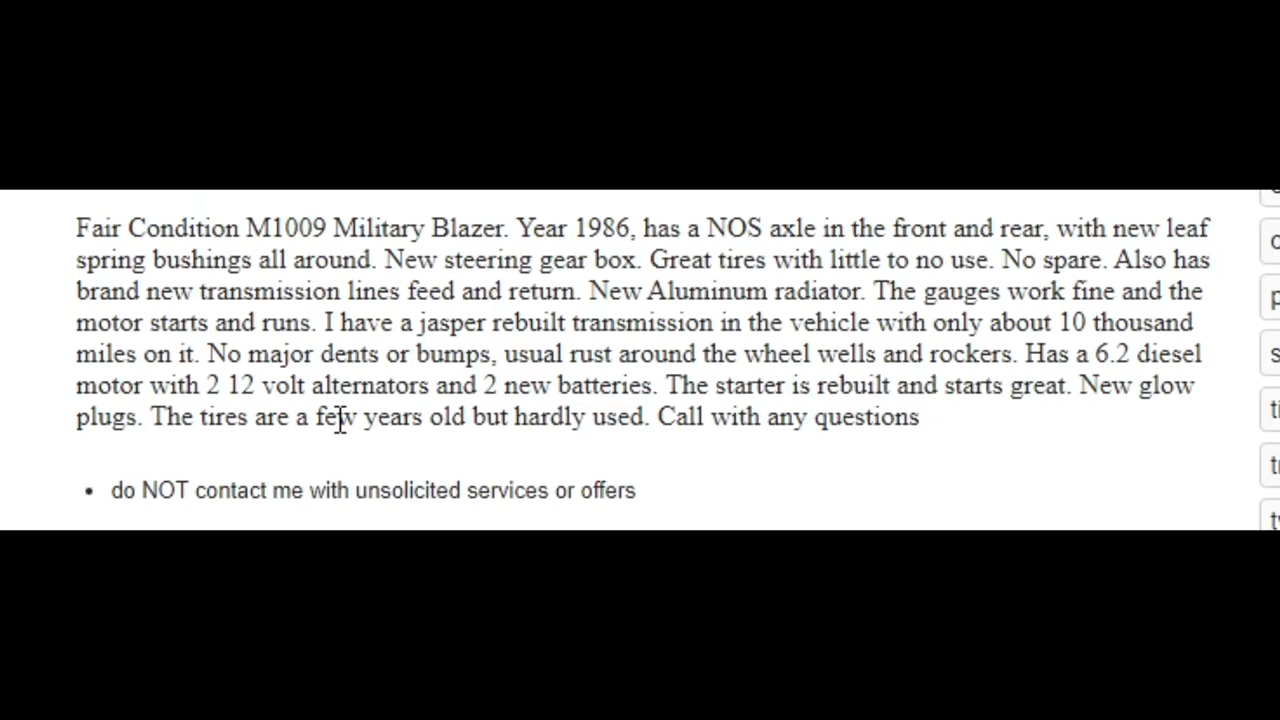 Fair Condition M1009 Military Blazer. Year 1986, has a NOS axle in the front and rear, with new leaf
spring bushings all around. New steering gear box. Great tires with little to no use. No spare. Also has
brand new transmission lines feed and return. New Aluminum radiator. The gauges work fine and the
motor starts and runs. I have a jasper rebuilt transmission in the vehicle with only about 10 thousand
miles on it. No major dents or bumps, usual rust around the wheel wells and rockers. Has a 6.2 diesel
motor with 2 12 volt alternators and 2 new batteries. The starter is rebuilt and starts great. New glow
plugs. The tires are a few years old but hardly used. Call with any questions
• do NOT contact me with unsolicited services or offers